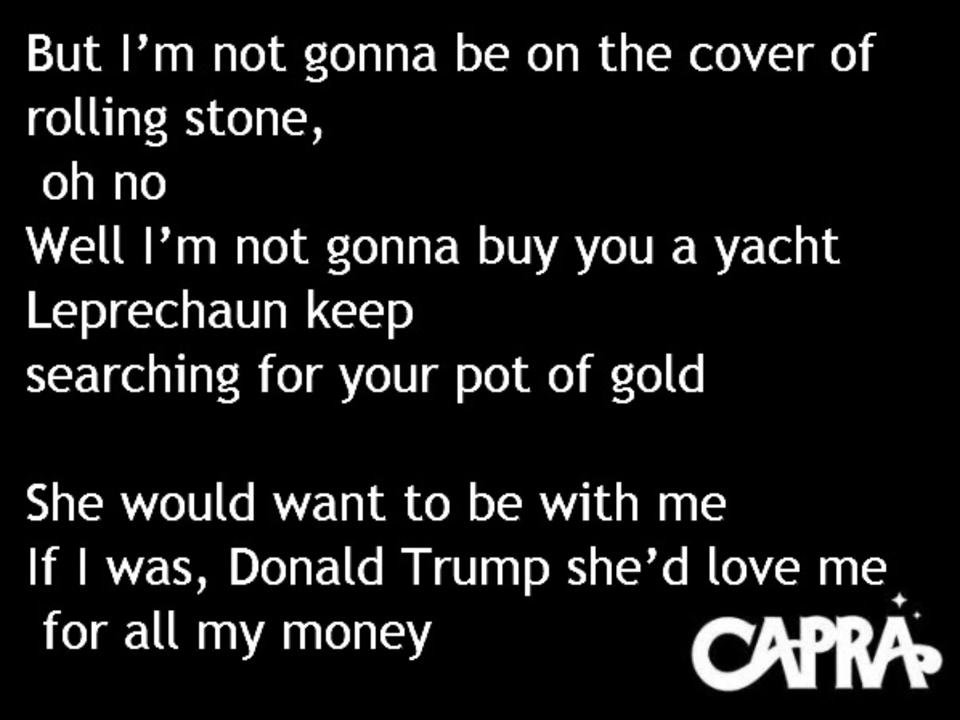 But I’m not gonna be on the cover of
rolling stone,
oh no
Well I’m not gonna buy you a yacht
Leprechaun keep
searching for your pot of gold
She would want to be with me
If I was, Donald Trump she’d love me
for all my money
CAPRA